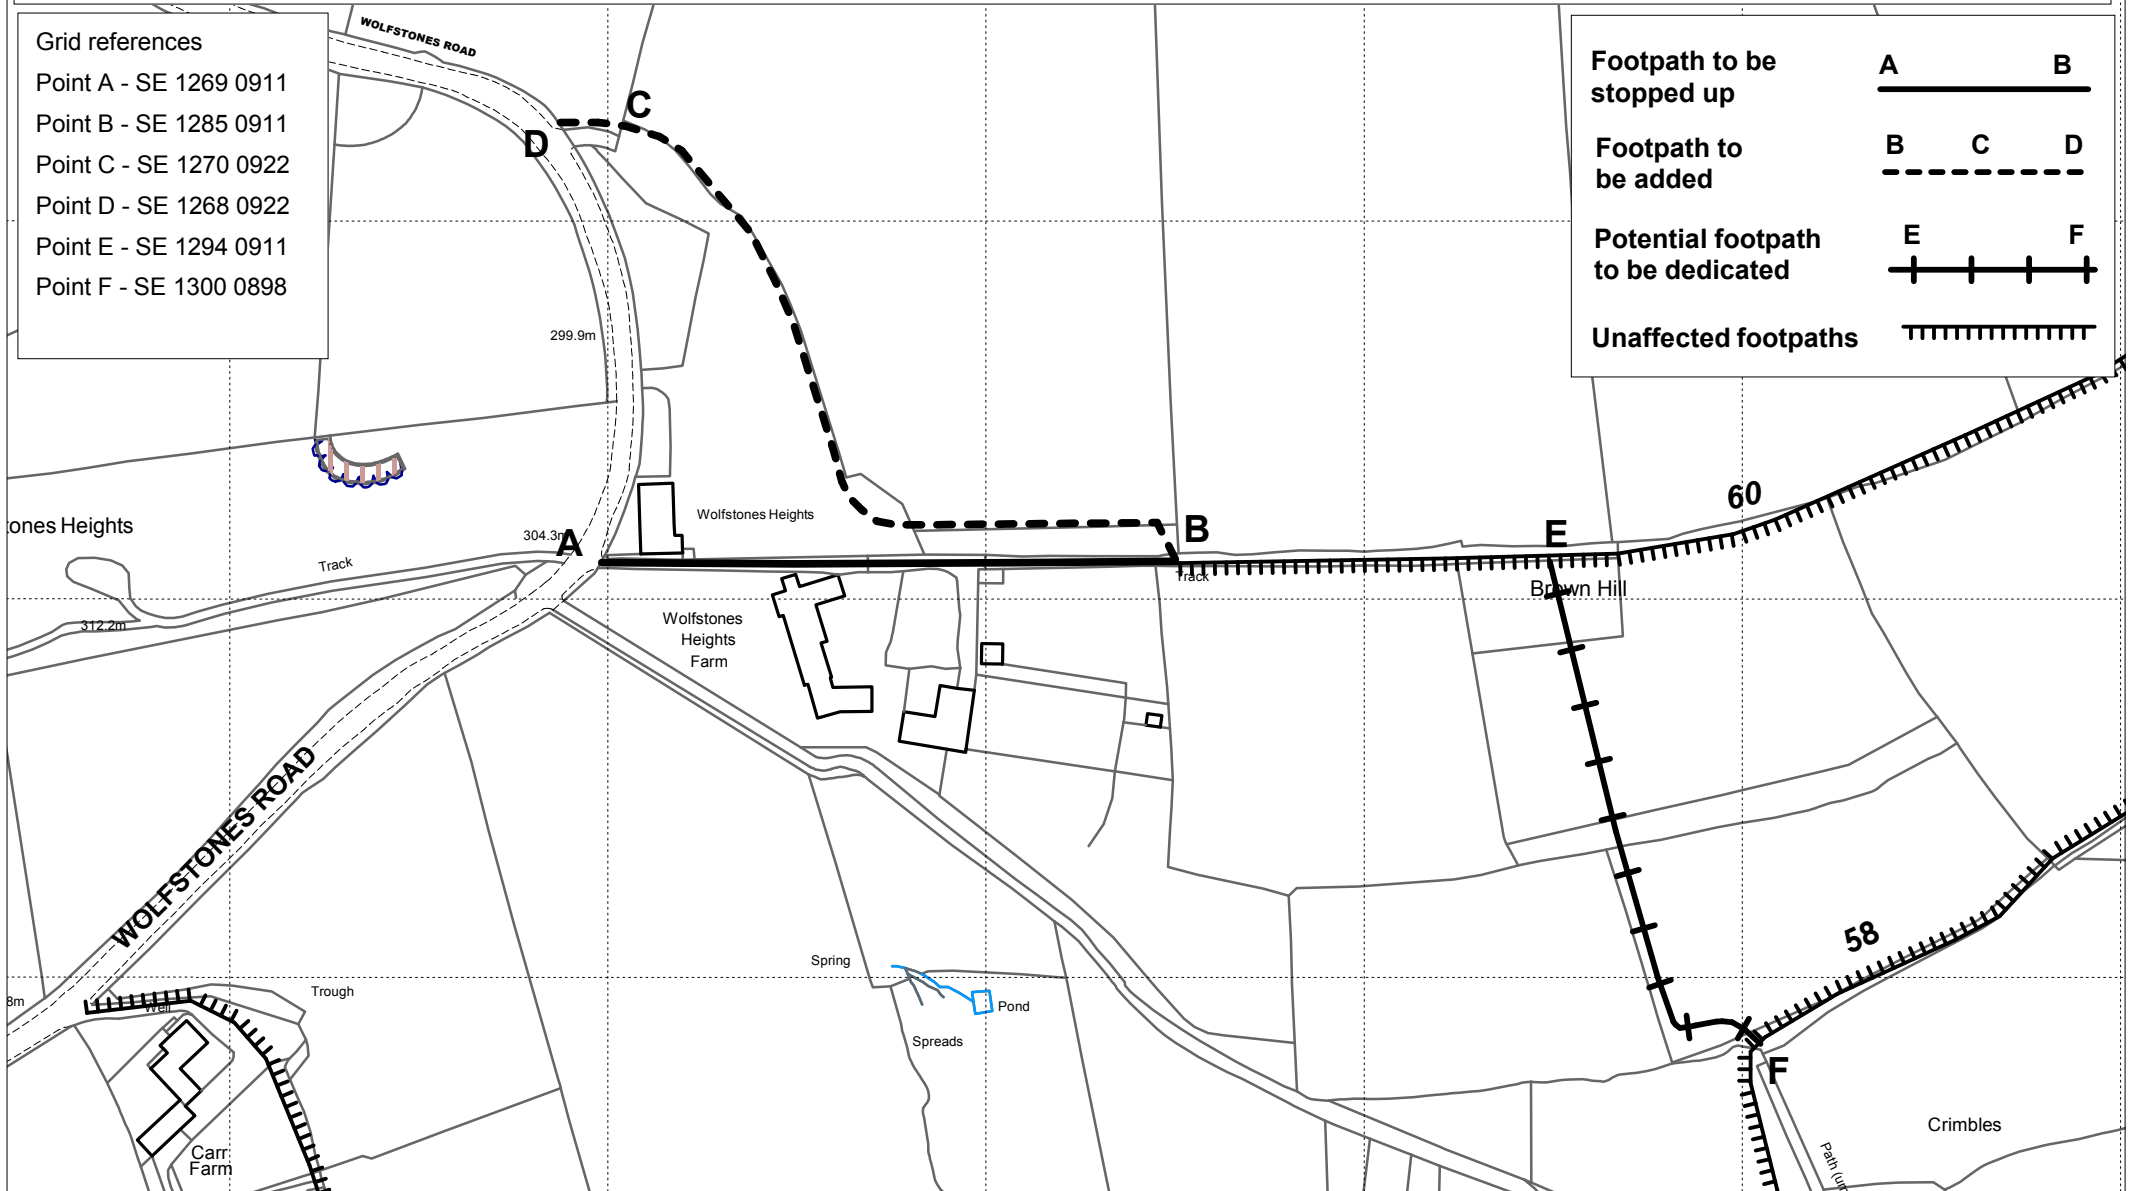 Grid references
Point A - SE 1269 0911
Point B - SE 1285 0911
Point C - SE 1270 0922
Point D - SE 1268 0922
Point E - SE 1294 0911
Point F - SE 1300 0898
WOLFSTONES ROAD
Footpath to be
stopped up
A B
Footpath to
be added
B C D
Potential footpath
to be dedicated
E F
Unaffected footpaths
C
D
299.9m
60
Wolfstones Heights
ones Heights
304.3m
A
B
E
Track
Track
Brown Hill
312.2m
Wolfstones
Heights
Farm
WOLFSTONES ROAD
58
Spring
Trough
8m
Well
Pond
Spreads
F
Crimbles
Carr
Farm
Path (um